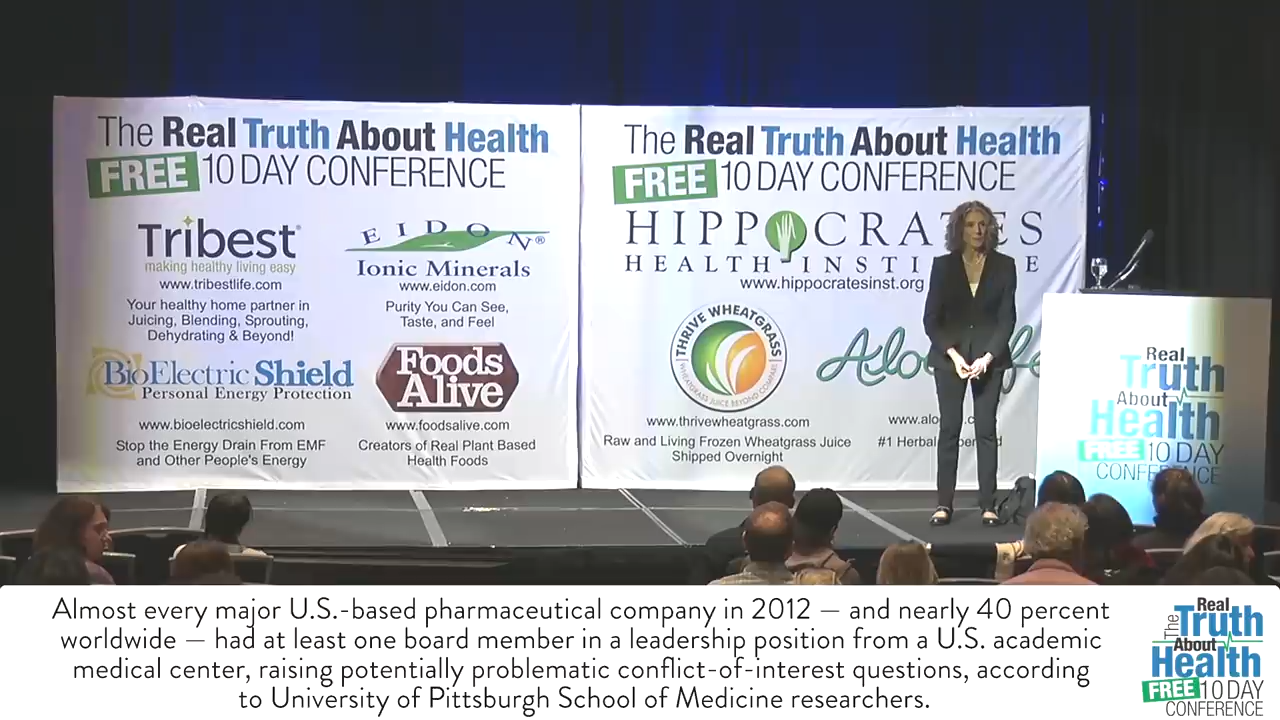 The Real Truth About Health
FREE 10 DAY CONFERENCE
Tribest®
making healthy living easy
www.tribestlife.com
Your healthy home partner in
Juicing, Blending, Sprouting,
Dehydrating & Beyond!
EIDON®
Ionic Minerals
www.eidon.com
Purity You Can See,
Taste, and Feel
BioElectric Shield
Personal Energy Protection
www.bioelectricshield.com
Stop the Energy Drain From EMF
and Other People's Energy
Foods
Alive
www.foodsalive.com
Creators of Real Plant Based
Health Foods
The Real Truth About Health
FREE 10 DAY CONFERENCE
HIPPOCRATES
HEALTH INSTI E
www.hippocratesinst.org
THRIVE WHEATGRASS
WHEATGRASS JUICE BEYOND COMPARE
www.thrivewheatgrass.com
Raw and Living Frozen Wheatgrass Juice
Shipped Overnight
#1 Herbal
Real
Truth
About
Health
FREE 10 DAY
CONFERENCE
Almost every major U.S.-based pharmaceutical company in 2012 — and nearly 40 percent
worldwide — had at least one board member in a leadership position from a U.S. academic
medical center, raising potentially problematic conflict-of-interest questions, according
to University of Pittsburgh School of Medicine researchers.
The Real
Truth
About
Health
FREE 10 DAY
CONFERENCE